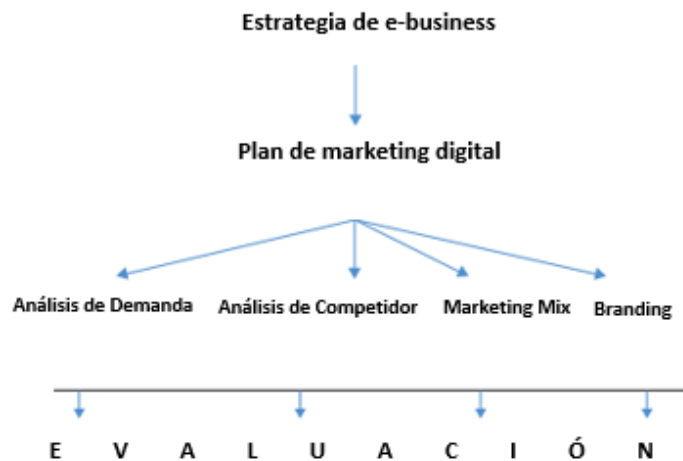 Estrategia de e-business
Plan de marketing digital
Análisis de Demanda Análisis de Competidor Marketing Mix Branding
E V A L U A C I Ó N